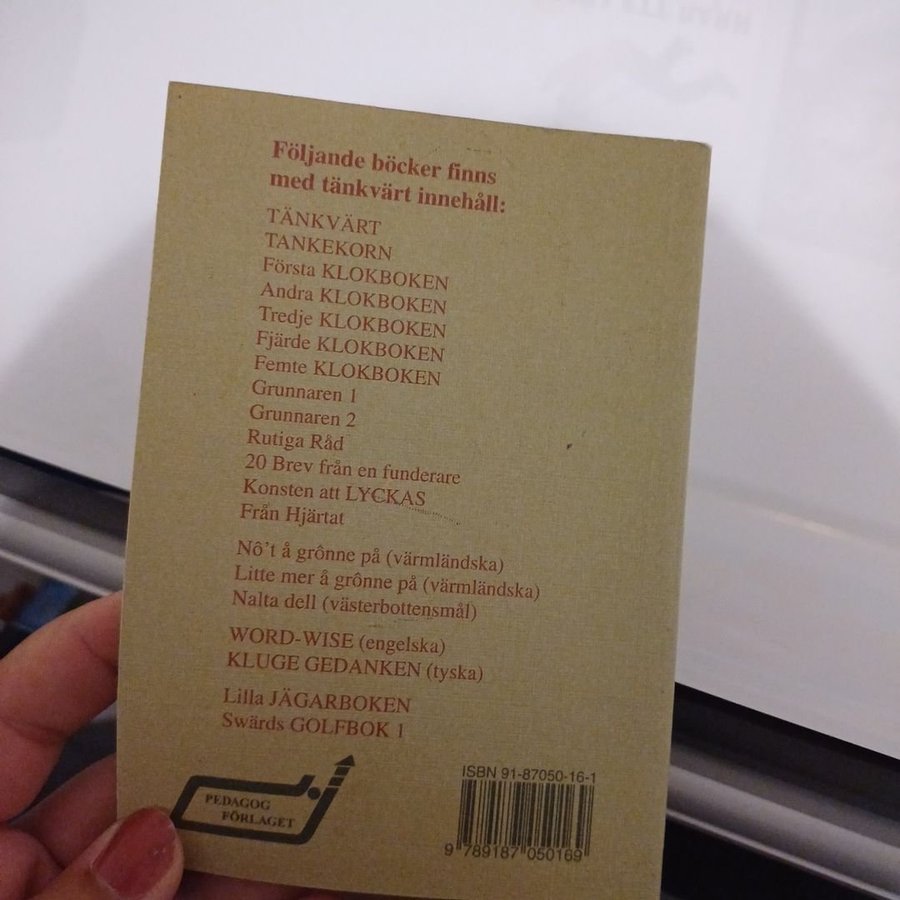 Följande böcker finns
med tänkvärt innehåll:
TÄNKVÄRT
TANKEKORN
Första KLOKBOKEN
Andra KLOKBOKEN
Tredje KLOKBOKEN
Fjärde KLOKBOKEN
Femte KLOKBOKEN
Grunnaren 1
Grunnaren 2
Rutiga Råd
20 Brev från en funderare
Konsten att LYCKAS
Från Hjärtat
Nô't å grônne på (värmländska)
Litte mer å grônne på (värmländska)
Nalta dell (västerbottensmål)
WORD-WISE (engelska)
KLUGE GEDANKEN (tyska)
Lilla JÄGARBOKEN
Swärds GOLFBOK 1
PEDAGOG
FÖRLAGET
ISBN 91-87050-16-1
9 789187 050169